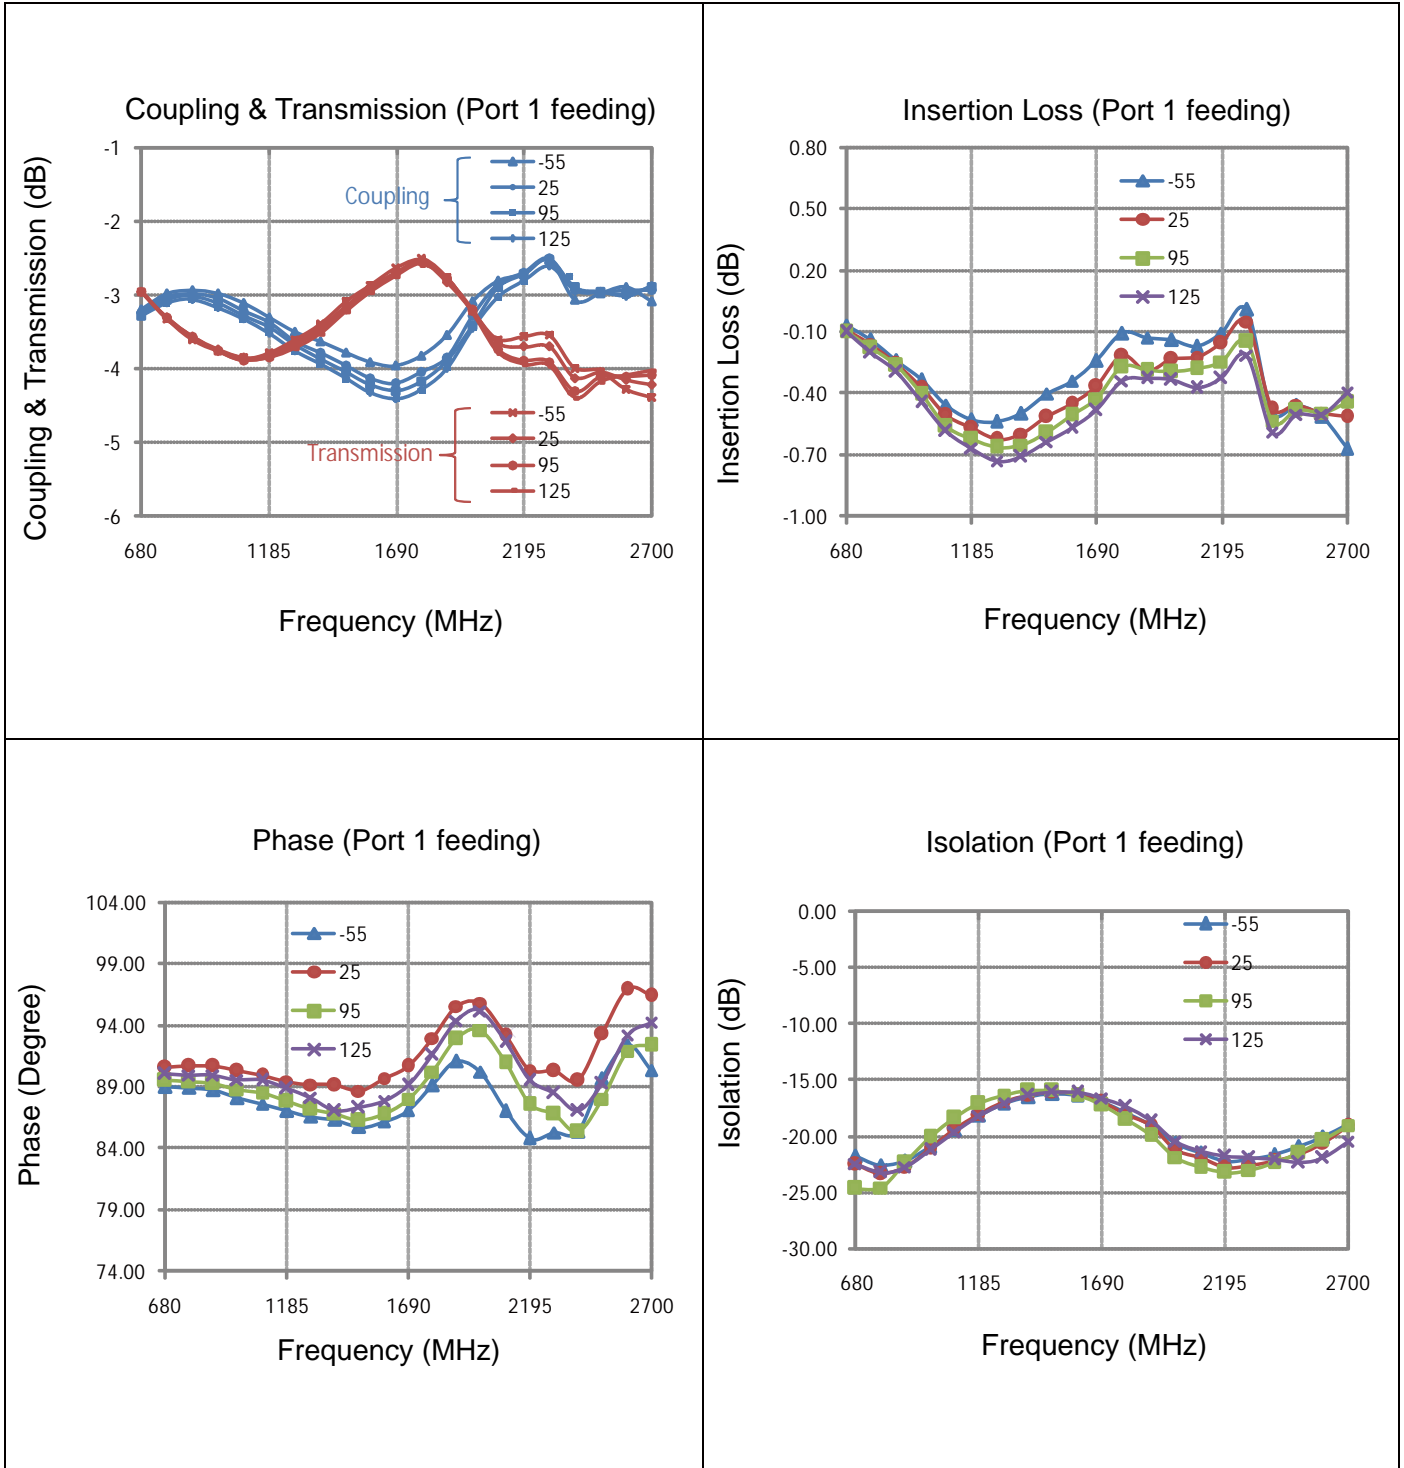 Coupling & Transmission (Port 1 feeding)
Coupling & Transmission (dB)
-1
-2
-3
-4
-5
-6
Coupling
-55
25
95
125
Transmission
-55
25
95
125
680 1185 1690 2195 2700
Frequency (MHz)
Insertion Loss (Port 1 feeding)
Insertion Loss (dB)
0.80
0.50
0.20
-0.10
-0.40
-0.70
-1.00
-55
25
95
125
680 1185 1690 2195 2700
Frequency (MHz)
Phase (Port 1 feeding)
Phase (Degree)
104.00
99.00
94.00
89.00
84.00
79.00
74.00
-55
25
95
125
680 1185 1690 2195 2700
Frequency (MHz)
Isolation (Port 1 feeding)
Isolation (dB)
0.00
-5.00
-10.00
-15.00
-20.00
-25.00
-30.00
-55
25
95
125
680 1185 1690 2195 2700
Frequency (MHz)